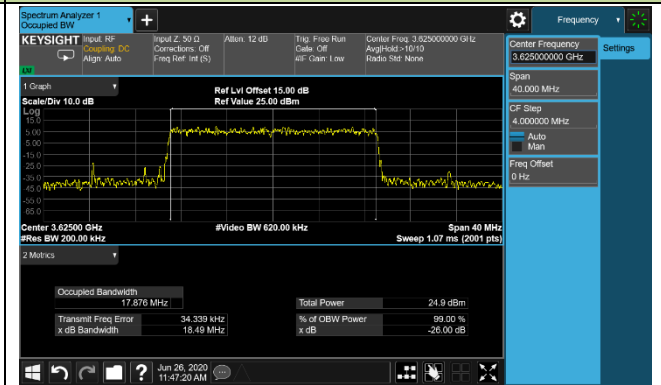 Spectrum Analyzer 1
Occupied BW
+
Frequency
KEYSIGHT
Input: RF
Coupling: DC
Align: Auto
Input Z: 50 Ω
Corrections: Off
Freq Ref: Int (S)
Atten: 12 dB
Trig: Free Run
Gate: Off
#IF Gain: Low
Center Freq: 3.625000000 GHz
Avg|Hold:>10/10
Radio Std: None
Center Frequency
3.625000000 GHz
Settings
Span
40.000 MHz
CF Step
4.000000 MHz
Auto
Man
Freq Offset
0 Hz
1 Graph
Scale/Div 10.0 dB
Ref Lvl Offset 15.00 dB
Ref Value 25.00 dBm
Log
15.0
5.00
-5.00
-15.0
-25.0
-35.0
-45.0
-55.0
-65.0
Center 3.62500 GHz
#Video BW 620.00 kHz
Span 40 MHz
#Res BW 200.00 kHz
Sweep 1.07 ms (2001 pts)
2 Metrics
Occupied Bandwidth
17.876 MHz
Total Power
24.9 dBm
Transmit Freq Error
34.339 kHz
% of OBW Power
99.00 %
x dB Bandwidth
18.49 MHz
x dB
-26.00 dB
?
Jun 26, 2020
11:47:20 AM